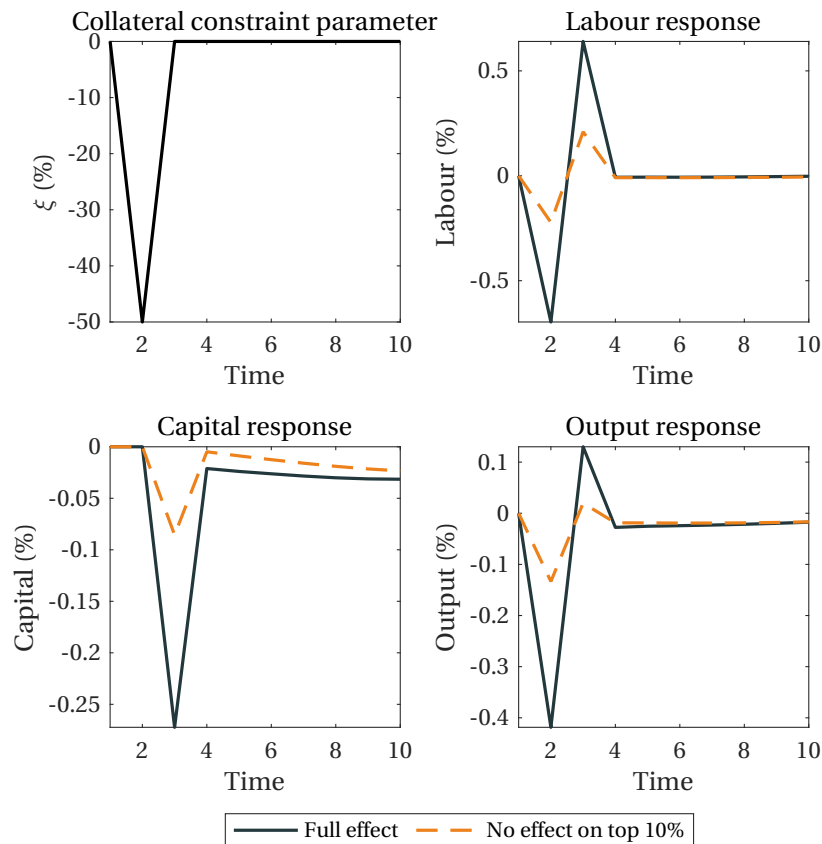 Collateral constraint parameter
0
-10
-20
-30
-40
-50
ξ (%)
2 4 6 8 10
Time
Labour response
0.5
0
-0.5
Labour (%)
2 4 6 8 10
Time
Capital response
0
-0.05
-0.1
-0.15
-0.2
-0.25
Capital (%)
2 4 6 8 10
Time
Output response
0.1
0
-0.1
-0.2
-0.3
-0.4
Output (%)
2 4 6 8 10
Time
Full effect No effect on top 10%